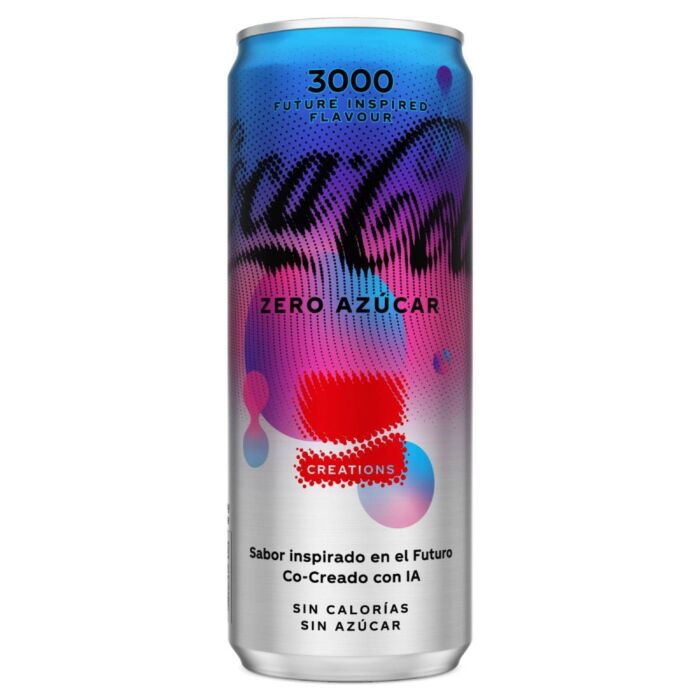 3000
FUTURE INSPIRED
FLAVOUR
Coca-Cola
ZERO AZÚCAR
CREATIONS
Sabor inspirado en el Futuro
Co-Creado con IA
SIN CALORÍAS
SIN AZÚCAR